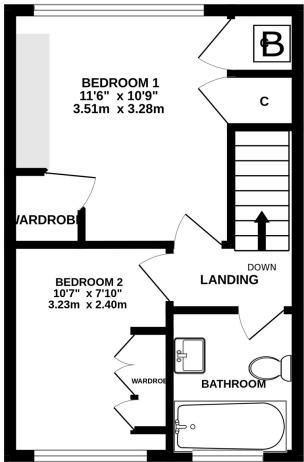 B
BEDROOM 1
11'6" x 10'9"
3.51m x 3.28m
C
WARDROBE
DOWN
LANDING
BEDROOM 2
10'7" x 7'10"
3.23m x 2.40m
WARDROBE
BATHROOM